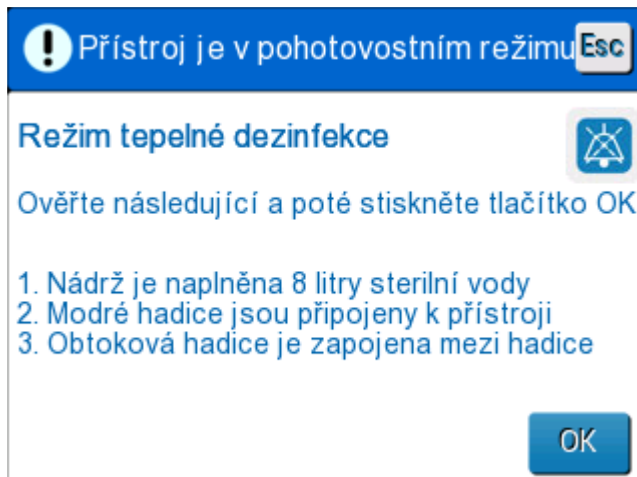 Přístroj je v pohotovostním režimu Esc
Režim tepelné dezinfekce
Ověřte následující a poté stiskněte tlačítko OK
1. Nádrž je naplněna 8 litry sterilní vody
2. Modré hadice jsou připojeny k přístroji
3. Obtoková hadice je zapojena mezi hadice
OK